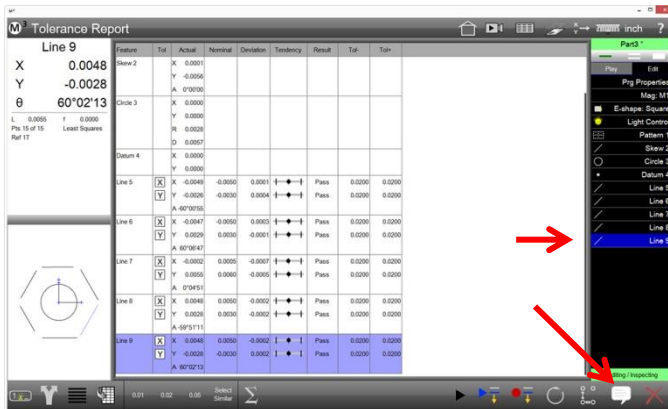 M³ Tolerance Report
inch ?
Line 9
X 0.0048
Y -0.0028
θ 60°02'13
L 0.0055 f 0.0000
Pts 15 of 15 Least Squares
Ref 1T
Feature Tol Actual Nominal Deviation Tendency Result Tol- Tol+
Skew 2 X 0.0001
Y -0.0056
A 0°00'00
Circle 3 X 0.0000
Y 0.0000
R 0.0028
D 0.0057
Datum 4 X 0.0000
Y 0.0000
Line 5 X X -0.0049 -0.0050 0.0001 Pass 0.0200 0.0200
Y Y -0.0026 -0.0030 0.0004 Pass 0.0200 0.0200
A -60°00'55
Line 6 X X -0.0047 -0.0050 0.0003 Pass 0.0200 0.0200
Y Y 0.0029 0.0030 -0.0001 Pass 0.0200 0.0200
A 60°06'47
Line 7 X X -0.0002 0.0005 -0.0007 Pass 0.0200 0.0200
Y Y 0.0055 0.0060 -0.0005 Pass 0.0200 0.0200
A 0°04'51
Line 8 X X 0.0048 0.0050 -0.0002 Pass 0.0200 0.0200
Y Y 0.0028 0.0030 -0.0002 Pass 0.0200 0.0200
A -59°51'11
Line 9 X X 0.0048 0.0050 -0.0002 Pass 0.0200 0.0200
Y Y -0.0028 -0.0030 0.0002 Pass 0.0200 0.0200
A 60°02'13
Part3 *
Play Edit
Prg Properties
Mag: M1
E-shape: Square
Light Contro
Pattern 1
Skew 2
Circle 3
Datum 4
Line 5
Line 6
Line 7
Line 8
Line 9
Editing / Inspecting
0.01 0.02 0.05 Select Similar Σ